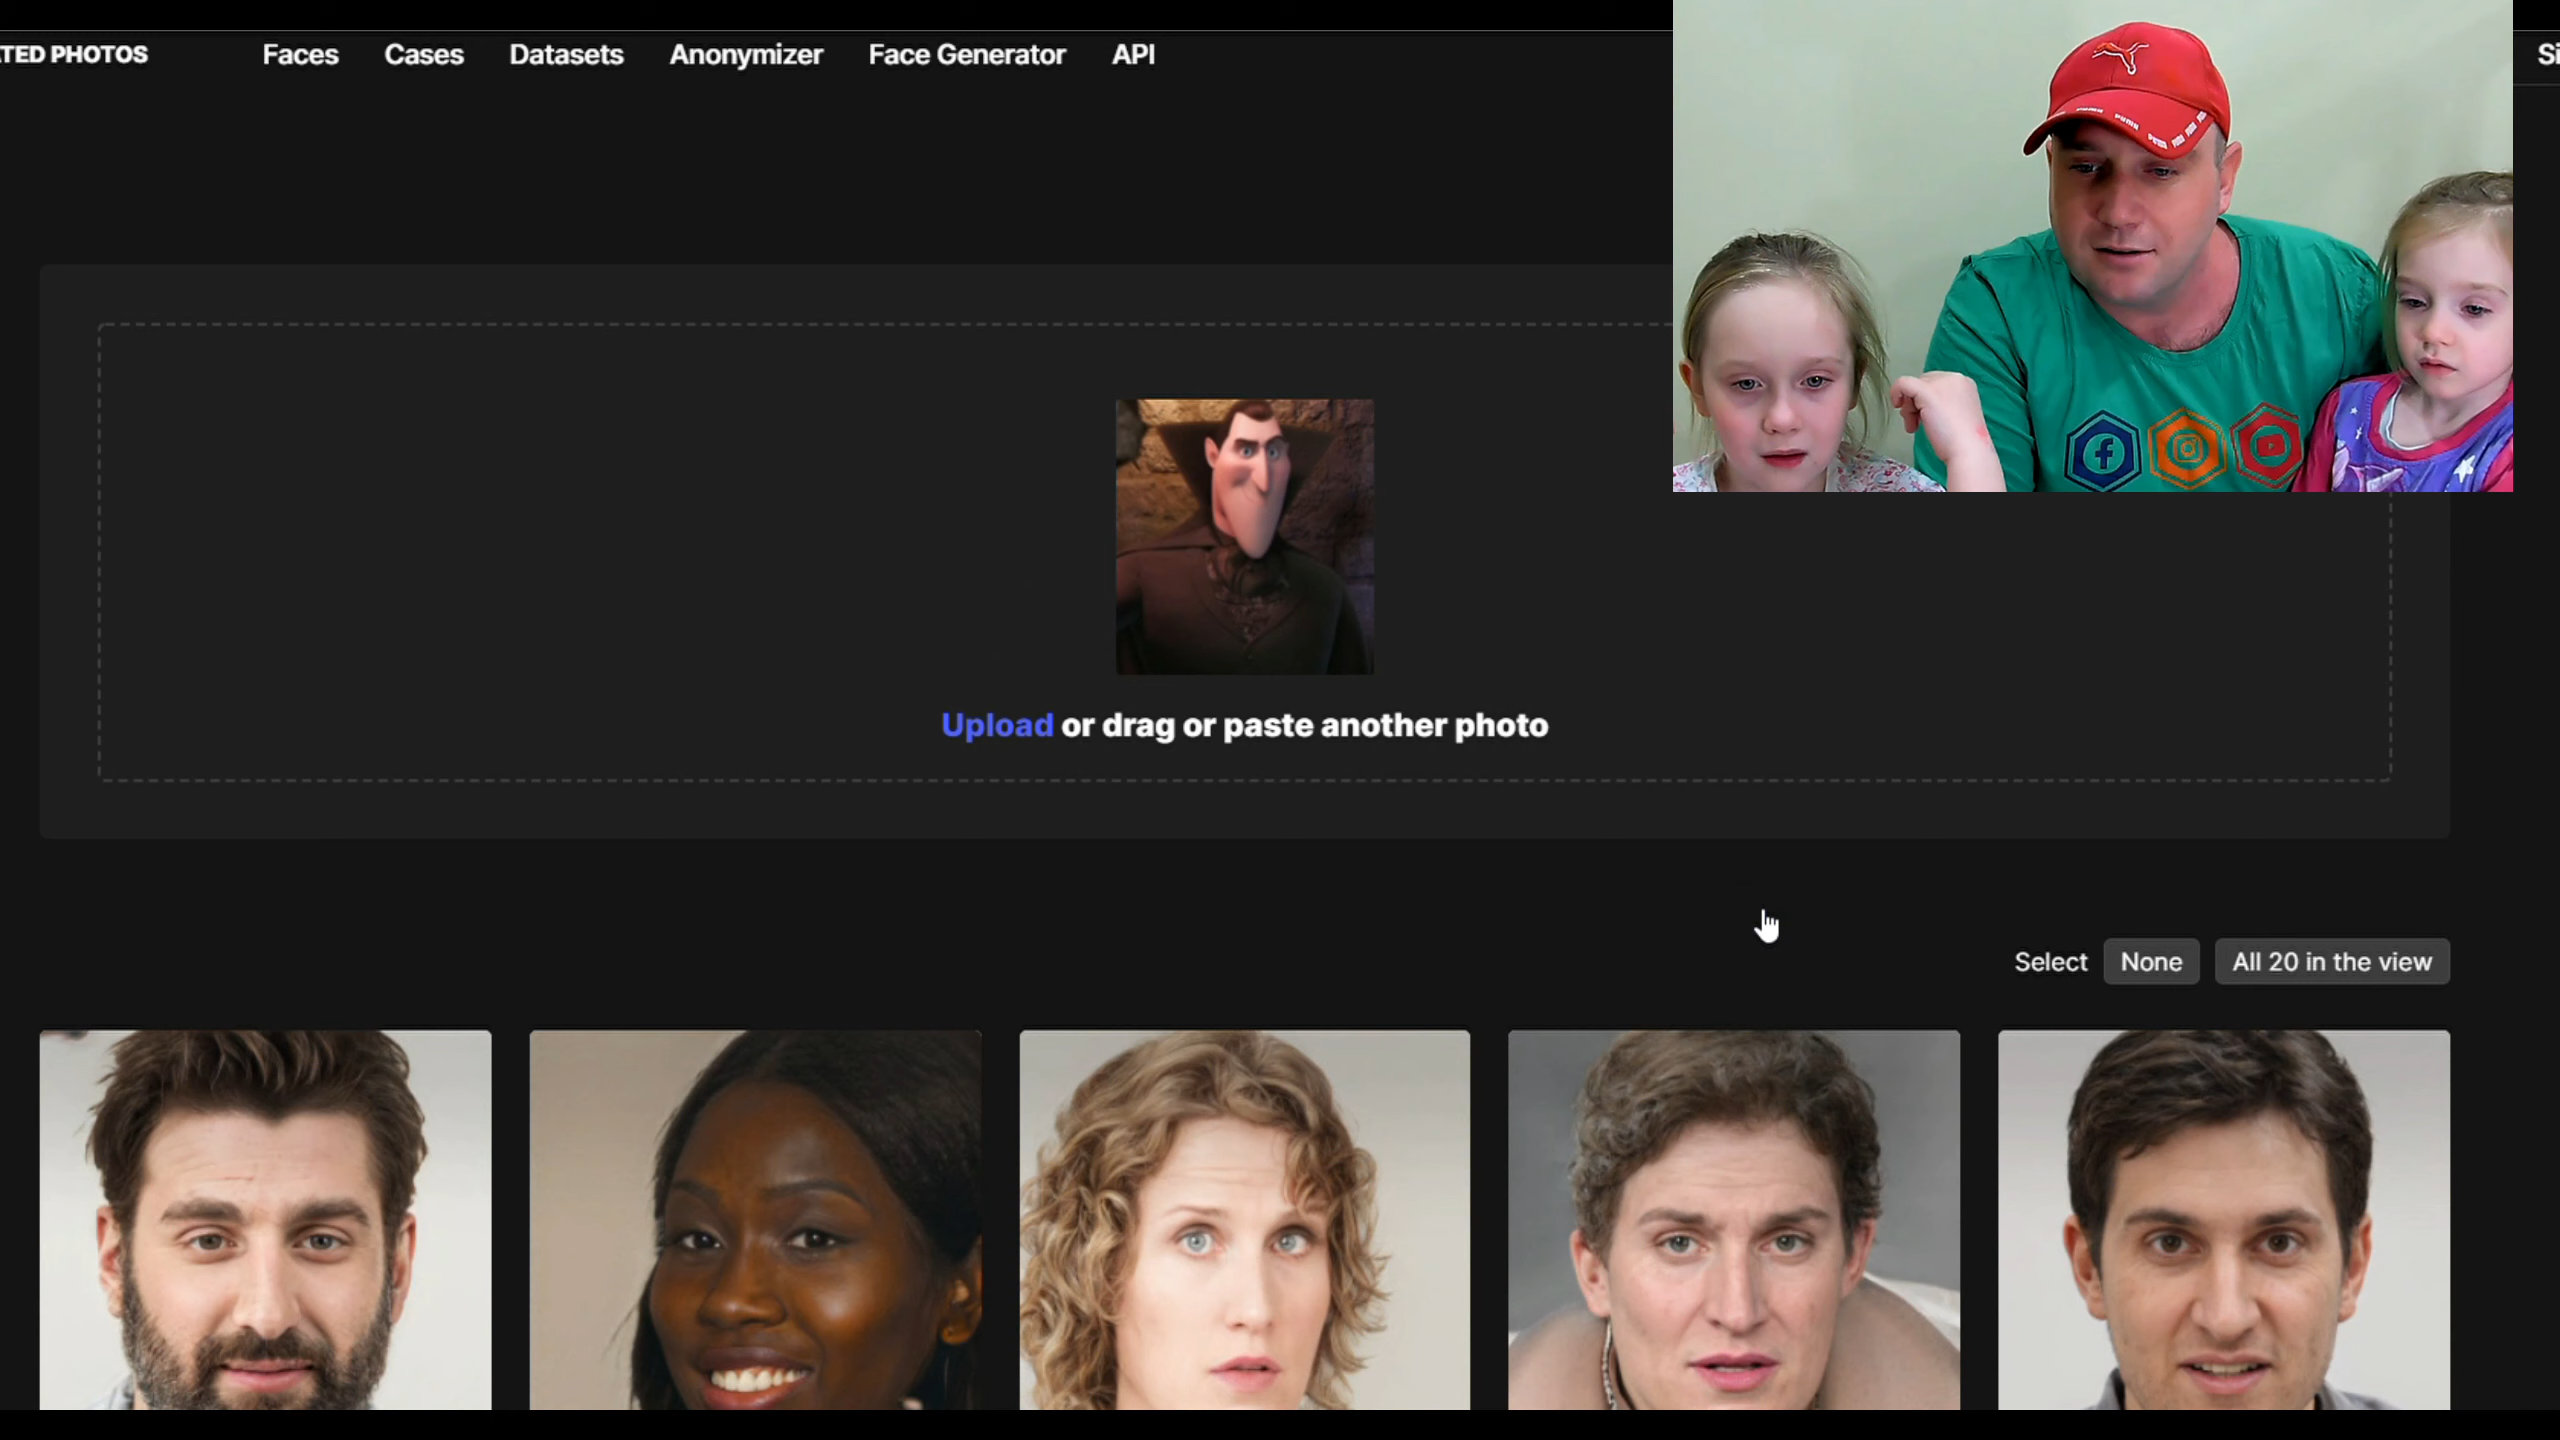 TED PHOTOS
Faces
Cases
Datasets
Anonymizer
Face Generator
API
Upload or drag or paste another photo
Select
None
All 20 in the view